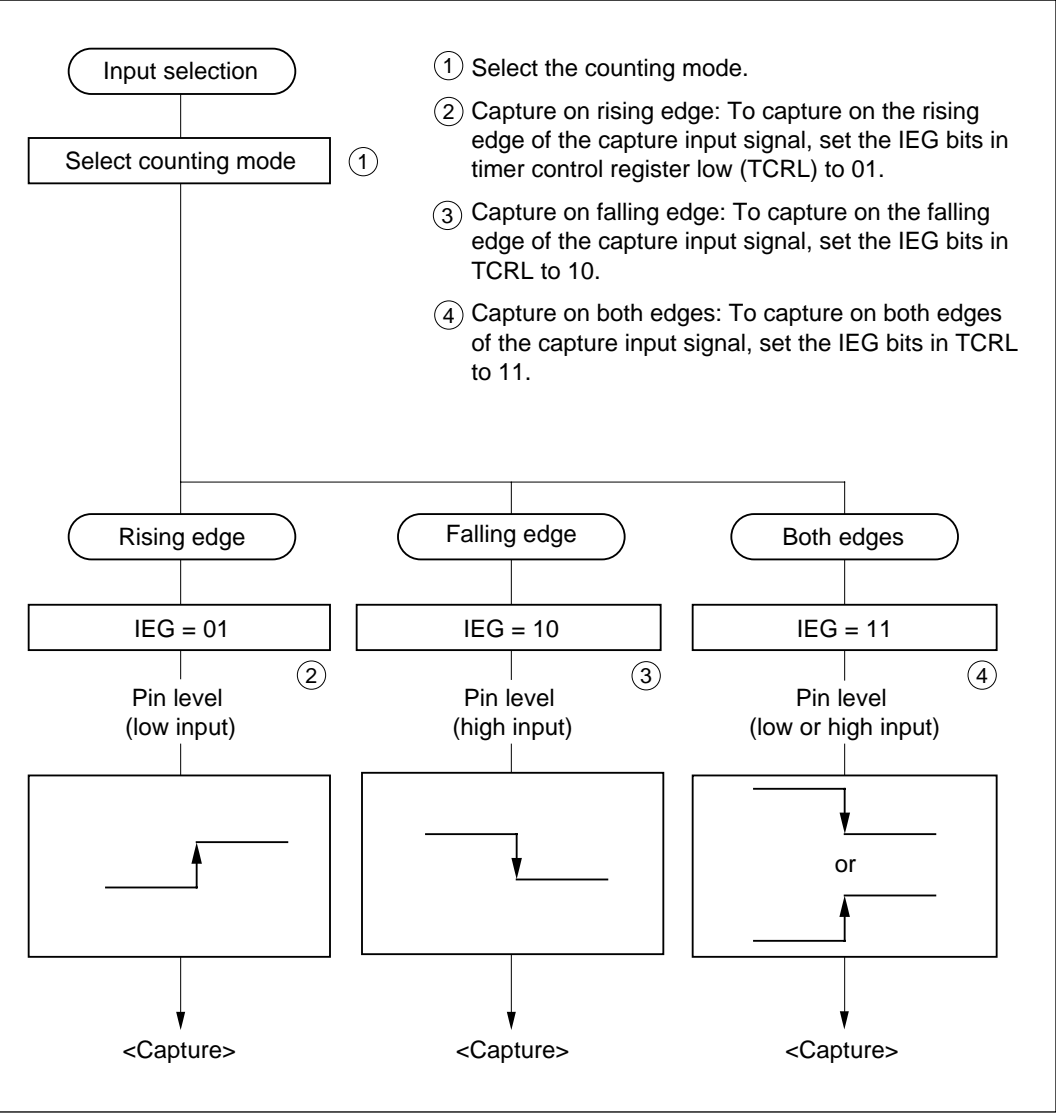 Input selection
Select counting mode
1
1 Select the counting mode.
2 Capture on rising edge: To capture on the rising
edge of the capture input signal, set the IEG bits in
timer control register low (TCRL) to 01.
3 Capture on falling edge: To capture on the falling
edge of the capture input signal, set the IEG bits in
TCRL to 10.
4 Capture on both edges: To capture on both edges
of the capture input signal, set the IEG bits in TCRL
to 11.
Rising edge
Falling edge
Both edges
IEG = 01
IEG = 10
IEG = 11
2
3
4
Pin level
(low input)
Pin level
(high input)
Pin level
(low or high input)
or
<Capture>
<Capture>
<Capture>